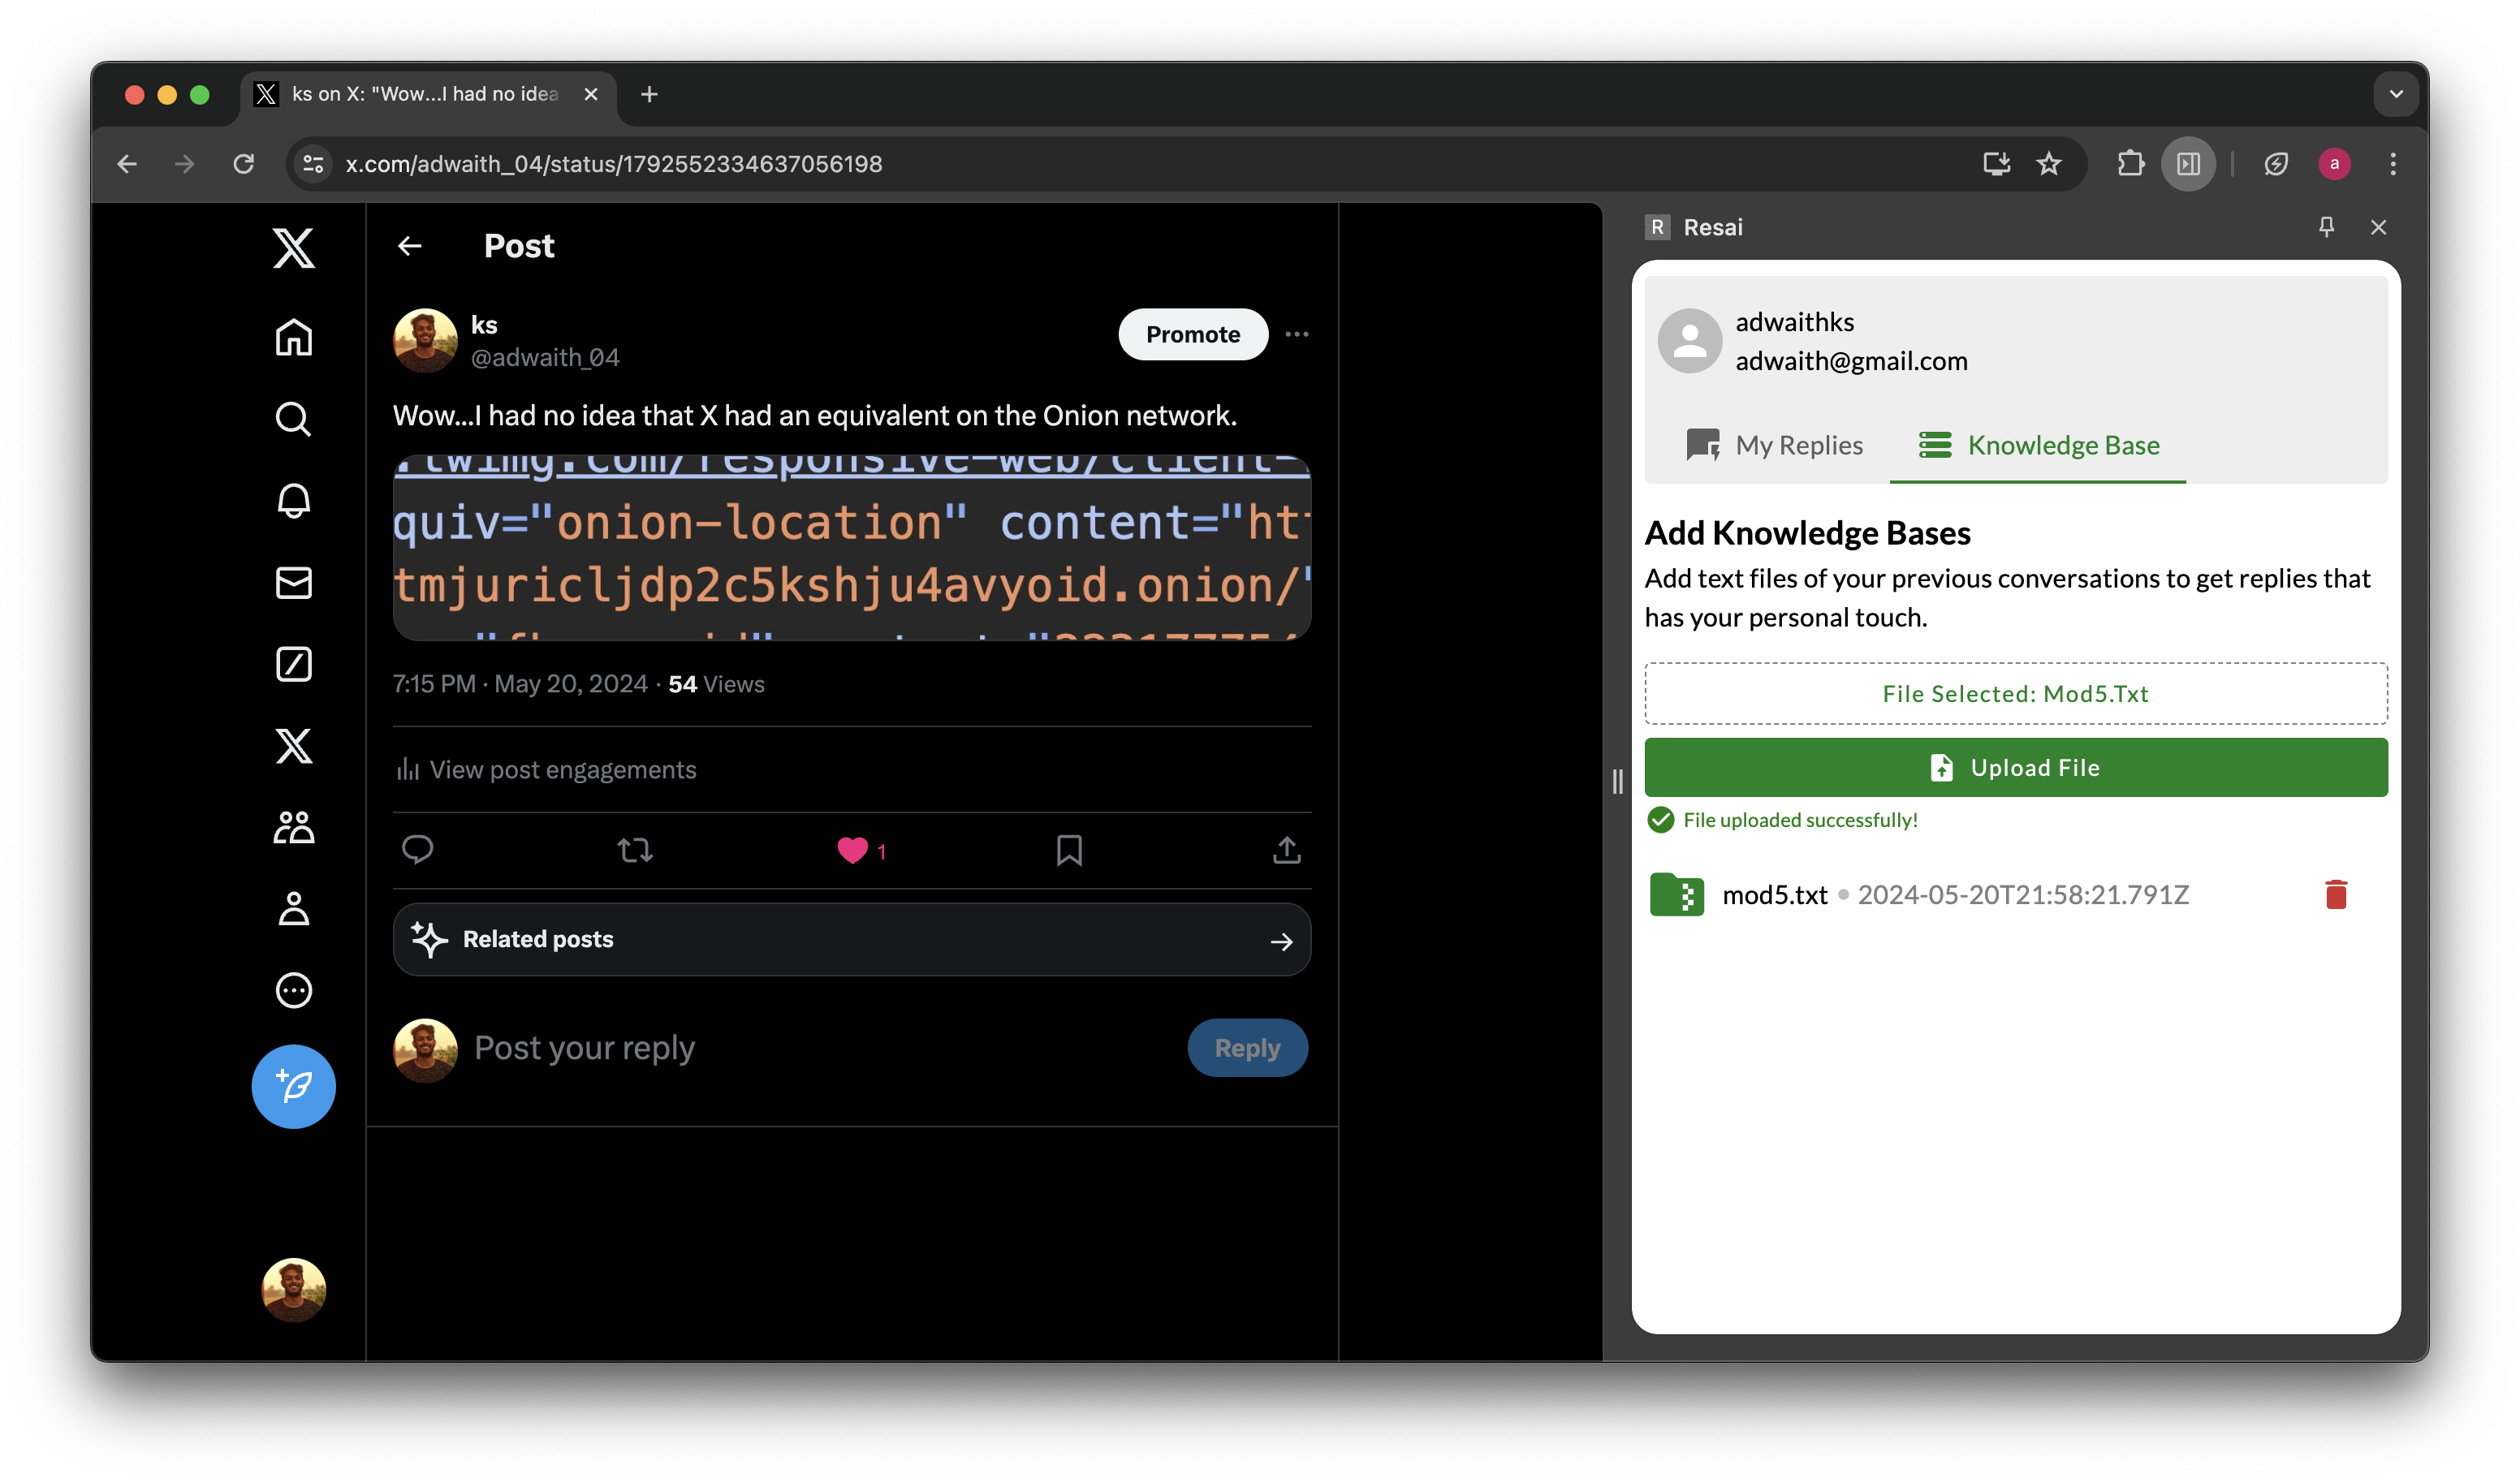 ks on X: "Wow...I had no idea
x.com/adwaith_04/status/1792552334637056198
a
Post
ks
@adwaith_04
Promote
Wow...I had no idea that X had an equivalent on the Onion network.
.twimg.com/responsive-web/client-
quiv="onion-location" content="htt
tmjuricljdp2c5kshju4avyoid.onion/"
7:15 PM · May 20, 2024 · 54 Views
View post engagements
1
Related posts
Post your reply
Reply
R Resai
adwaithks
adwaith@gmail.com
My Replies
Knowledge Base
Add Knowledge Bases
Add text files of your previous conversations to get replies that
has your personal touch.
File Selected: Mod5.Txt
Upload File
File uploaded successfully!
mod5.txt • 2024-05-20T21:58:21.791Z